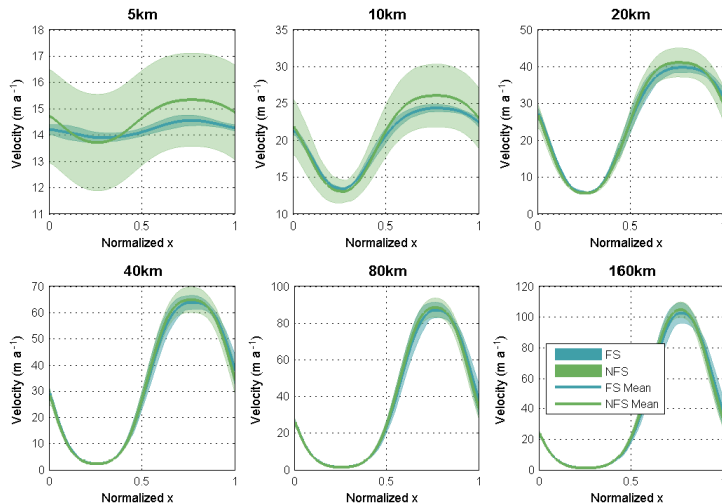 5km
Velocity (m a⁻¹)
18
17
16
15
14
13
12
11
0
0.5
1
Normalized x
10km
Velocity (m a⁻¹)
35
30
25
20
15
10
0
0.5
1
Normalized x
20km
Velocity (m a⁻¹)
50
40
30
20
10
0
0
0.5
1
Normalized x
40km
Velocity (m a⁻¹)
70
60
50
40
30
20
10
0
0
0.5
1
Normalized x
80km
Velocity (m a⁻¹)
100
80
60
40
20
0
0
0.5
1
Normalized x
160km
Velocity (m a⁻¹)
120
100
80
60
40
20
0
0
0.5
1
Normalized x
FS
NFS
FS Mean
NFS Mean